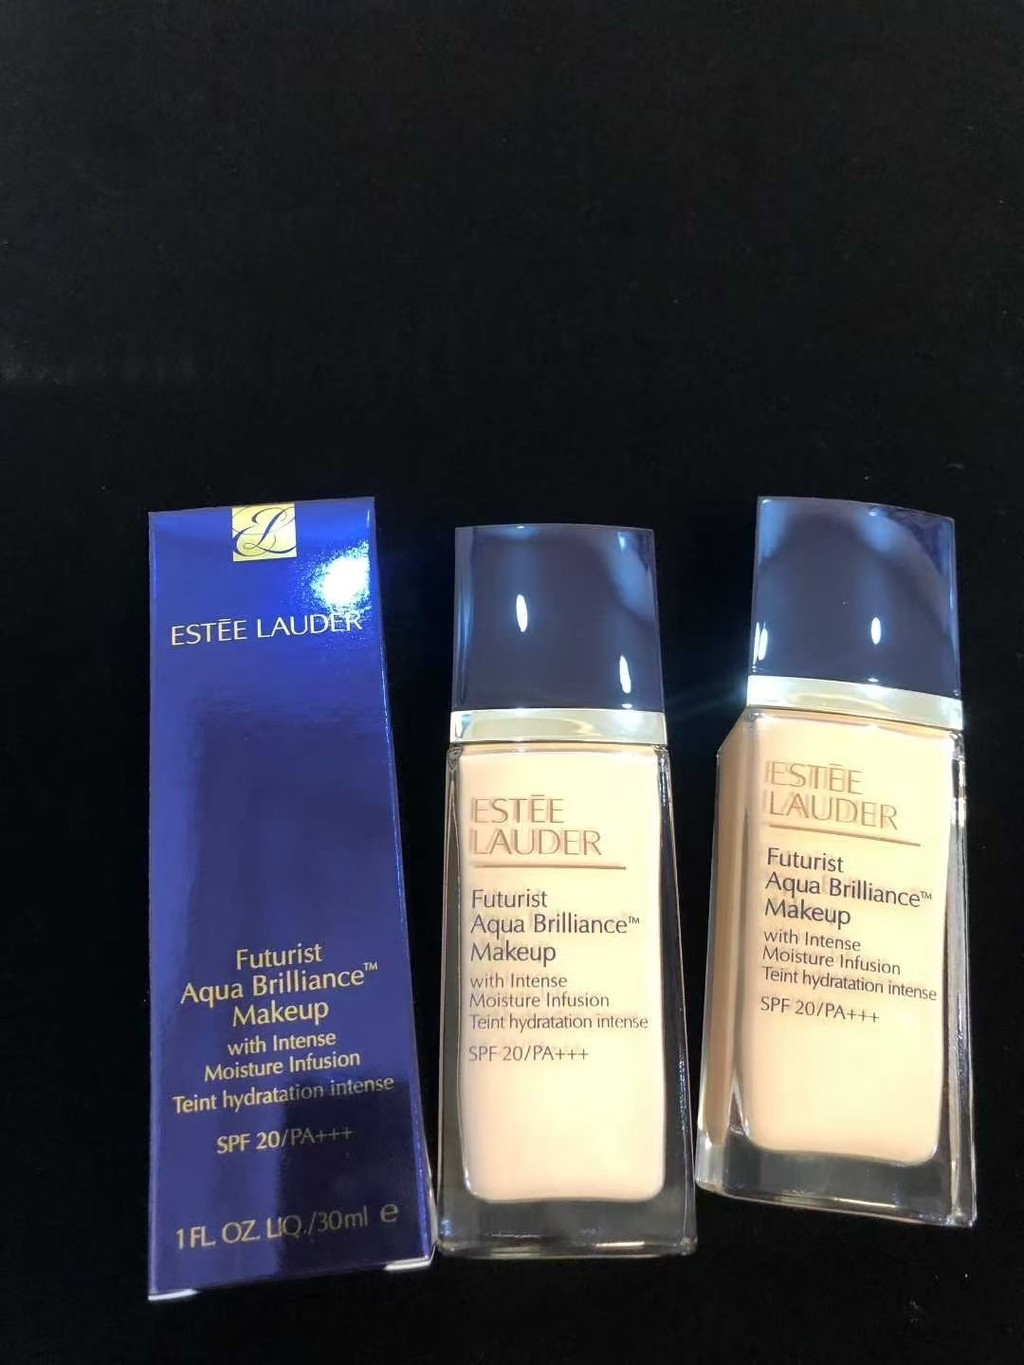 ESTĒE LAUDER
Futurist
Aqua Brilliance™
Makeup
with Intense
Moisture Infusion
Teint hydratation intense
SPF 20/PA+++
1 FL. OZ. LIQ./30ml e
ESTĒE
LAUDER
Futurist
Aqua Brilliance™
Makeup
with Intense
Moisture Infusion
Teint hydratation intense
SPF 20/PA+++
ESTĒE
LAUDER
Futurist
Aqua Brilliance™
Makeup
with Intense
Moisture Infusion
Teint hydratation intense
SPF 20/PA+++